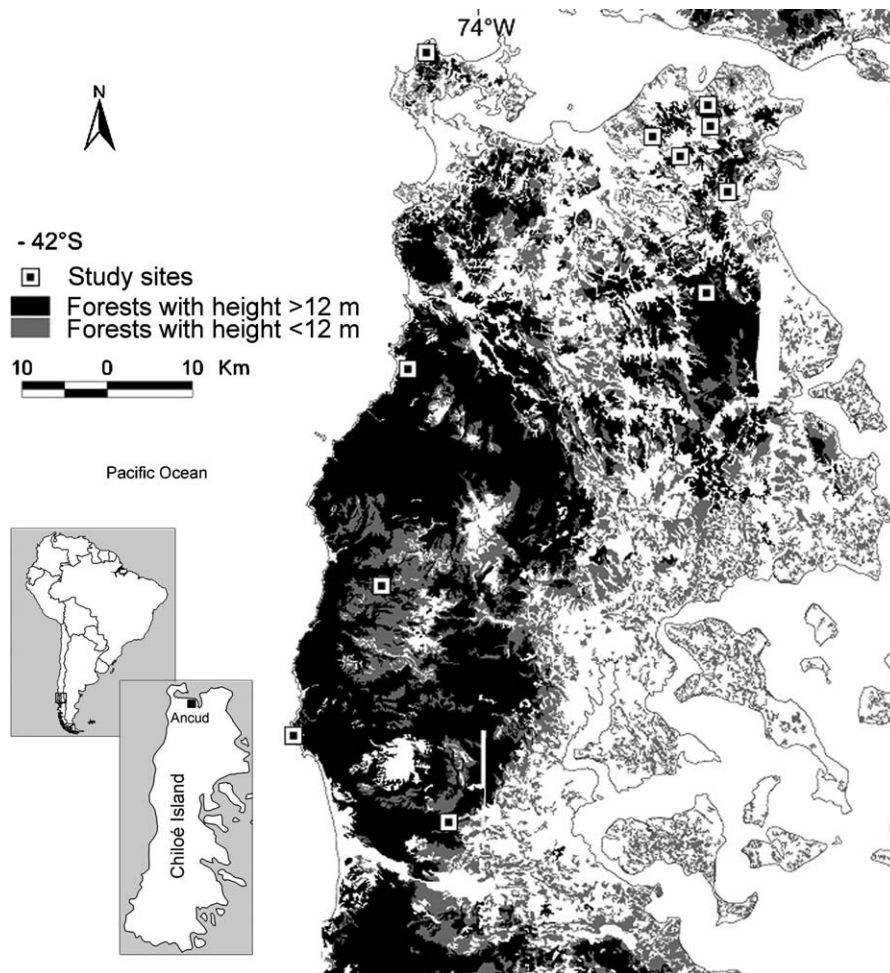 74°W
N
- 42°S
Study sites
Forests with height >12 m
Forests with height <12 m
10 0 10 Km
Pacific Ocean
Ancud
Chiloé Island